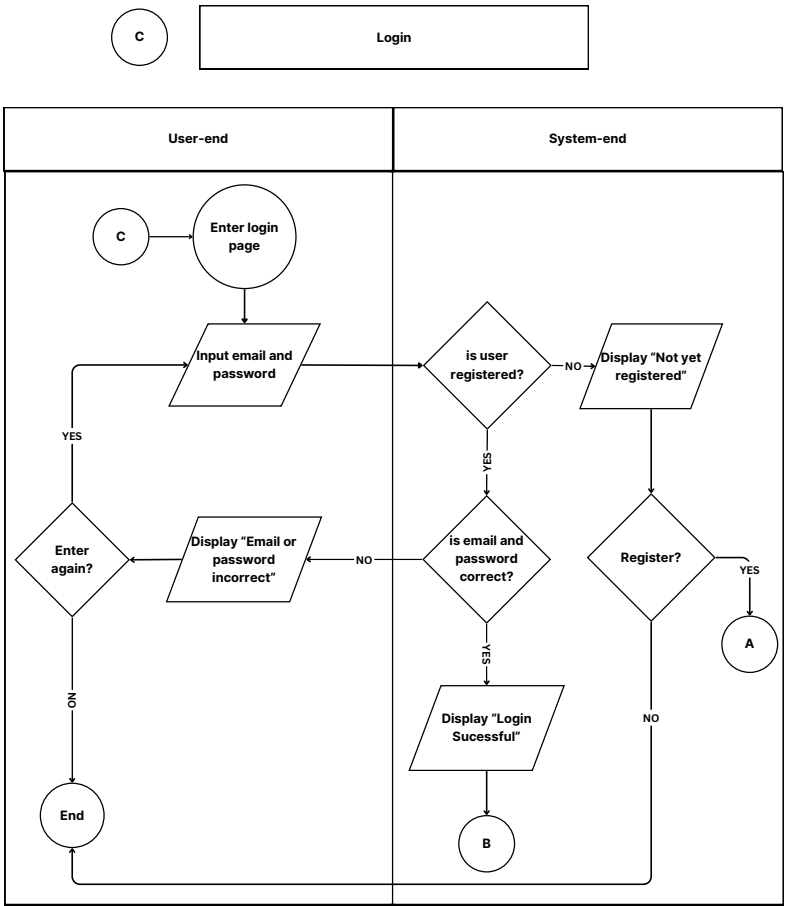 C
Login
User-end
System-end
C
Enter login
page
Input email and
password
is user
registered?
NO
Display “Not yet
registered”
YES
YES
Enter
again?
Display “Email or
password
incorrect”
NO
is email and
password
correct?
Register?
YES
A
YES
NO
Display “Login
Sucessful”
NO
End
B